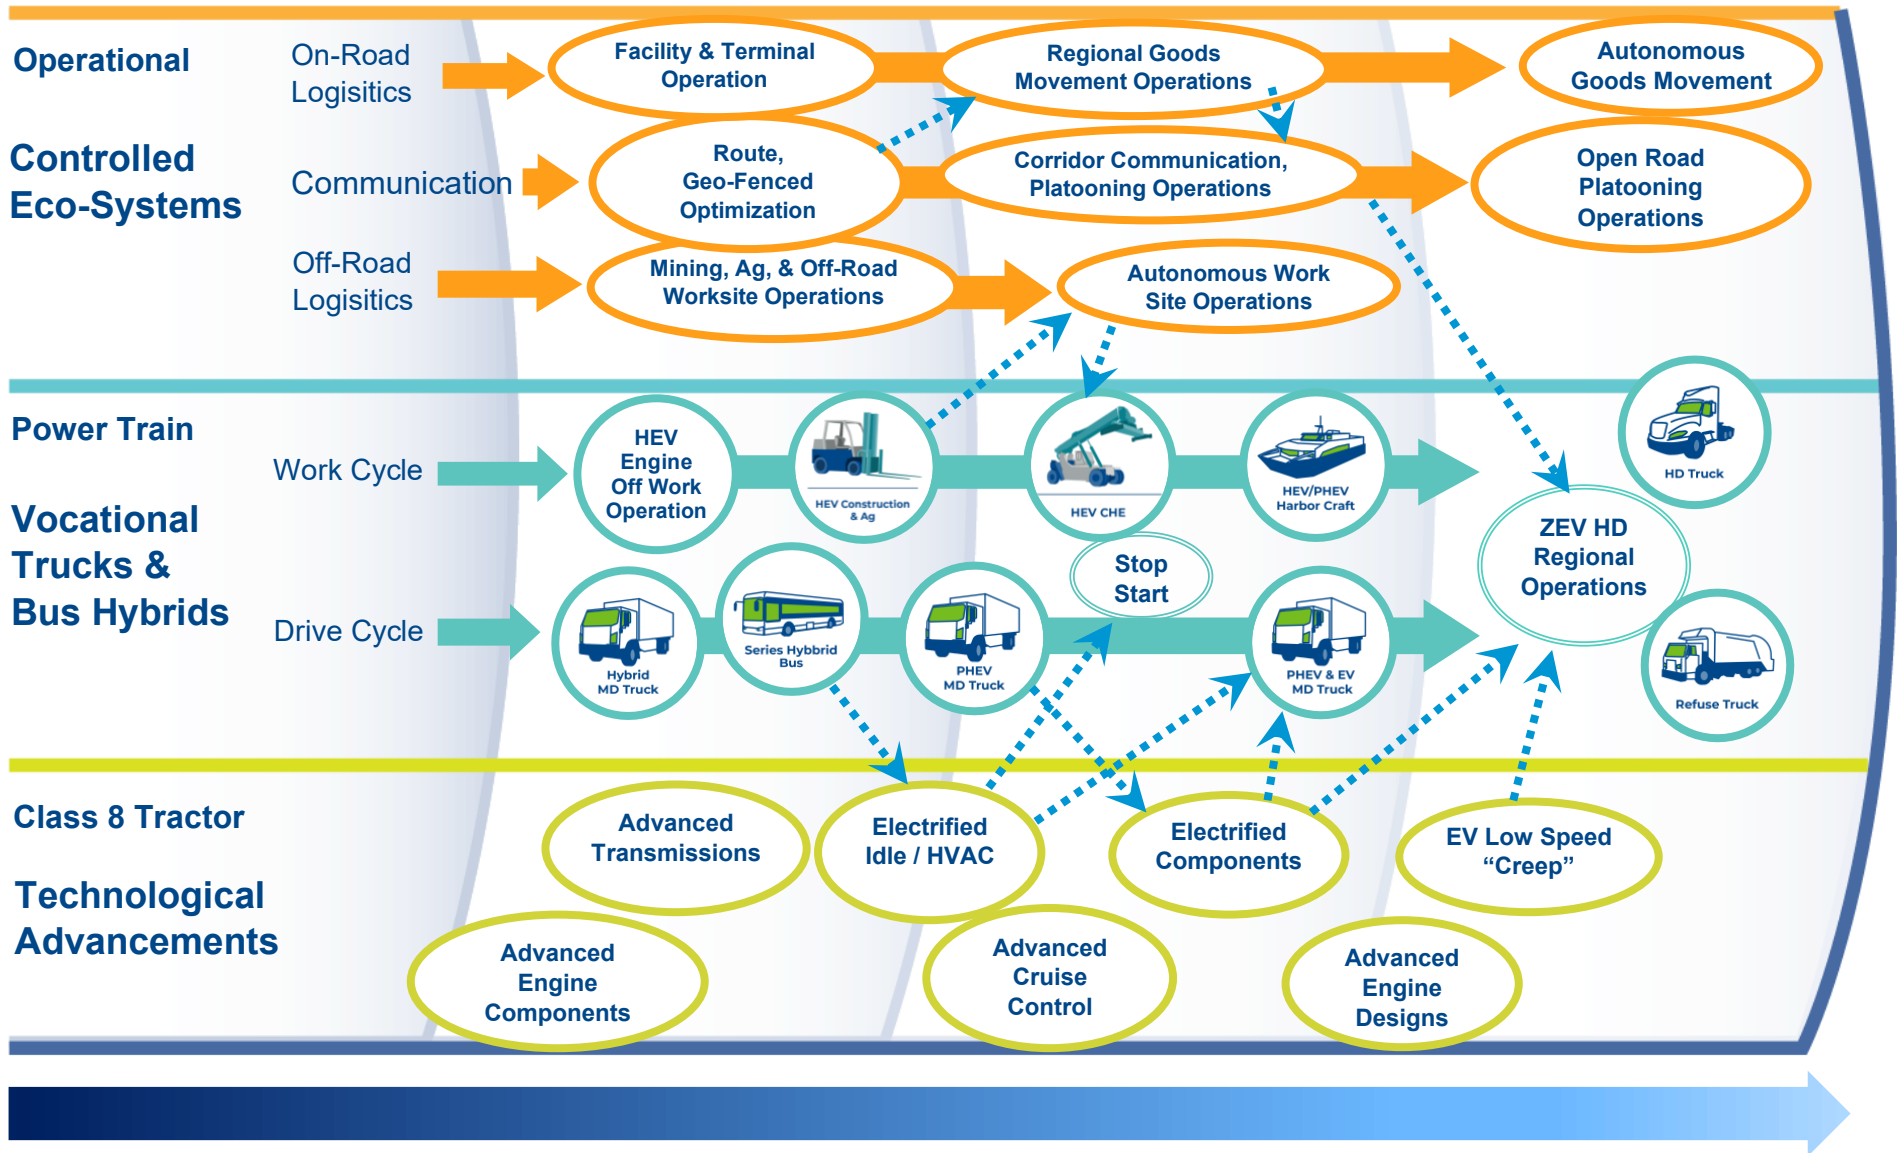 Operational
Controlled
Eco-Systems
On-Road
Logisitics
Facility & Terminal
Operation
Regional Goods
Movement Operations
Autonomous
Goods Movement
Communication
Route,
Geo-Fenced
Optimization
Corridor Communication,
Platooning Operations
Open Road
Platooning
Operations
Off-Road
Logisitics
Mining, Ag, & Off-Road
Worksite Operations
Autonomous Work
Site Operations
Power Train
Vocational
Trucks &
Bus Hybrids
Work Cycle
HEV
Engine
Off Work
Operation
HEV Construction
& Ag
HEV CHE
HEV/PHEV
Harbor Craft
HD Truck
Stop
Start
ZEV HD
Regional
Operations
Drive Cycle
Hybrid
MD Truck
Series Hybbrid
Bus
PHEV
MD Truck
PHEV & EV
MD Truck
Refuse Truck
Class 8 Tractor
Technological
Advancements
Advanced
Transmissions
Electrified
Idle / HVAC
Electrified
Components
EV Low Speed
“Creep”
Advanced
Engine
Components
Advanced
Cruise
Control
Advanced
Engine
Designs